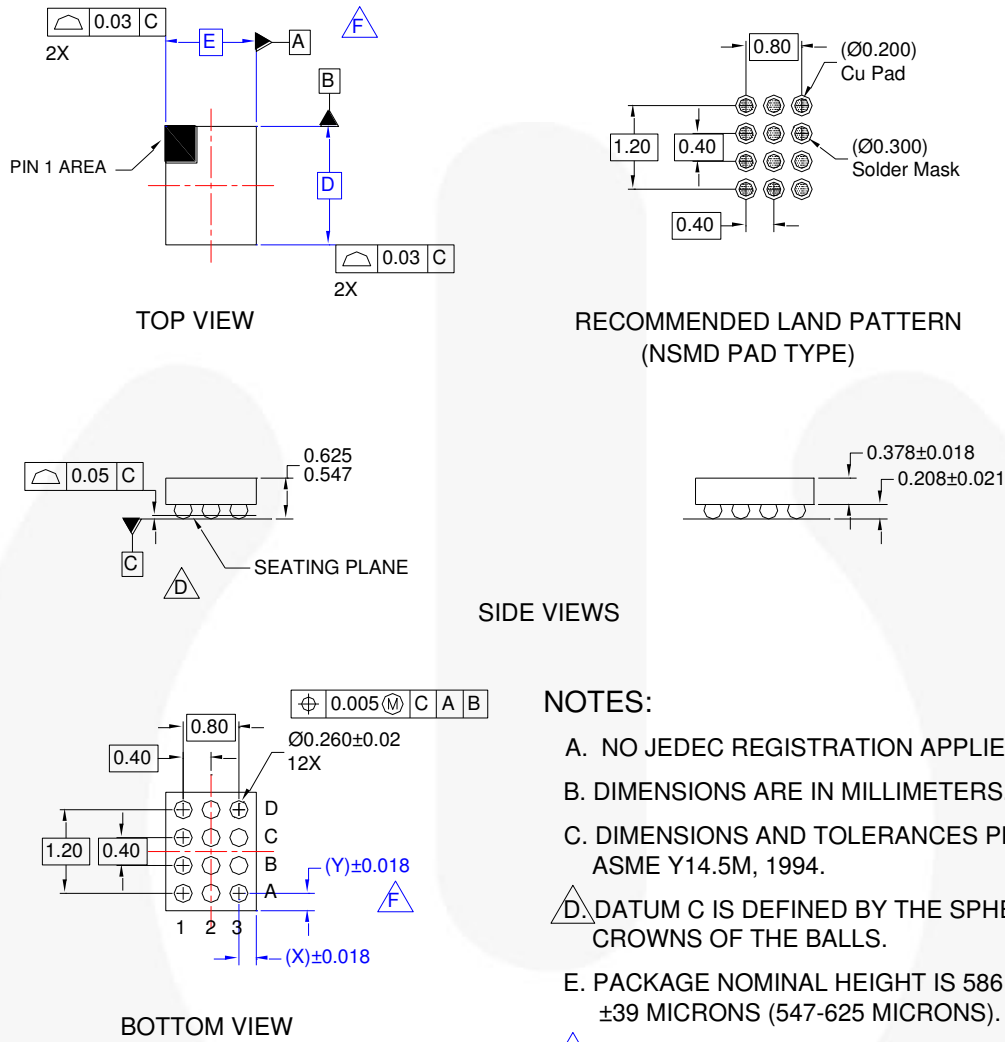 0.03 C
2X
E
A
F
B
PIN 1 AREA
D
0.03 C
2X
TOP VIEW
0.80
(Ø0.200)
Cu Pad
1.20
0.40
(Ø0.300)
Solder Mask
0.40
RECOMMENDED LAND PATTERN
(NSMD PAD TYPE)
0.05 C
0.625
0.547
C
SEATING PLANE
D
0.378±0.018
0.208±0.021
SIDE VIEWS
0.005 Ⓜ C A B
0.80
Ø0.260±0.02
12X
0.40
D
C
B
A
1.20
0.40
(Y)±0.018
F
1 2 3
(X)±0.018
BOTTOM VIEW
NOTES:
A. NO JEDEC REGISTRATION APPLIE
B. DIMENSIONS ARE IN MILLIMETERS
C. DIMENSIONS AND TOLERANCES P
ASME Y14.5M, 1994.
D. DATUM C IS DEFINED BY THE SPHE
CROWNS OF THE BALLS.
E. PACKAGE NOMINAL HEIGHT IS 586
±39 MICRONS (547-625 MICRONS).